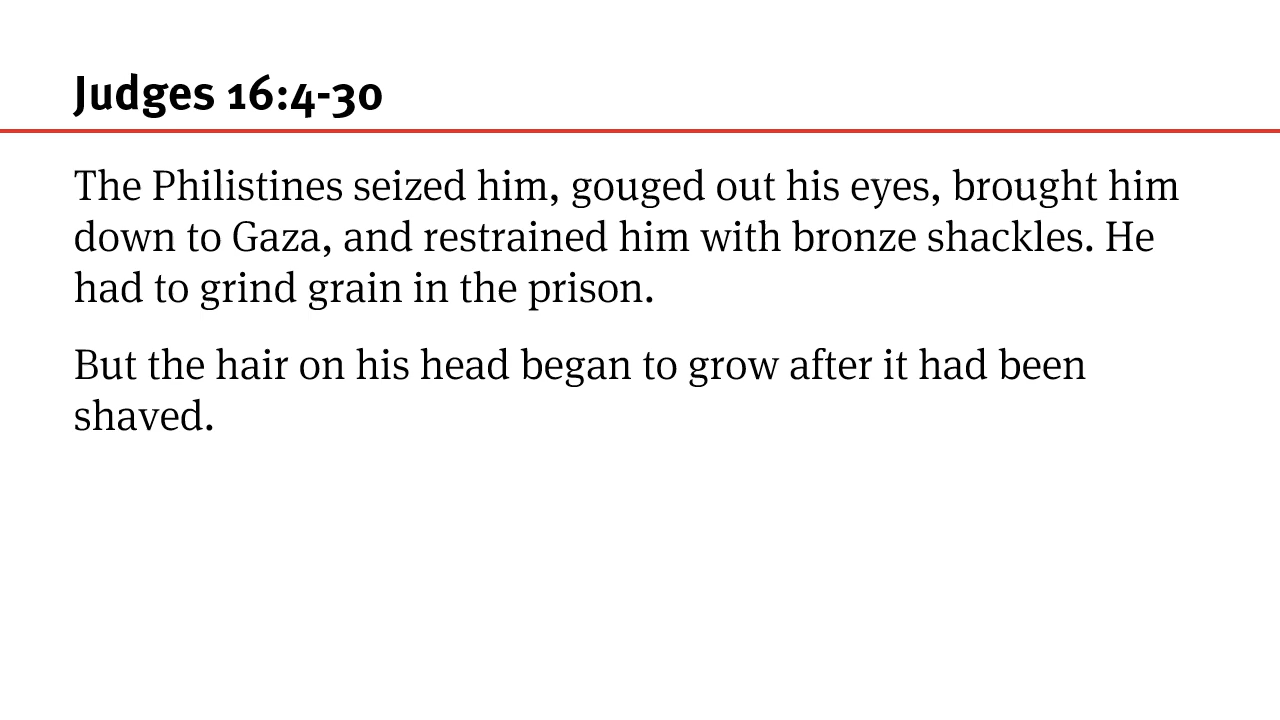 Judges 16:4-30
The Philistines seized him, gouged out his eyes, brought him
down to Gaza, and restrained him with bronze shackles. He
had to grind grain in the prison.
But the hair on his head began to grow after it had been
shaved.